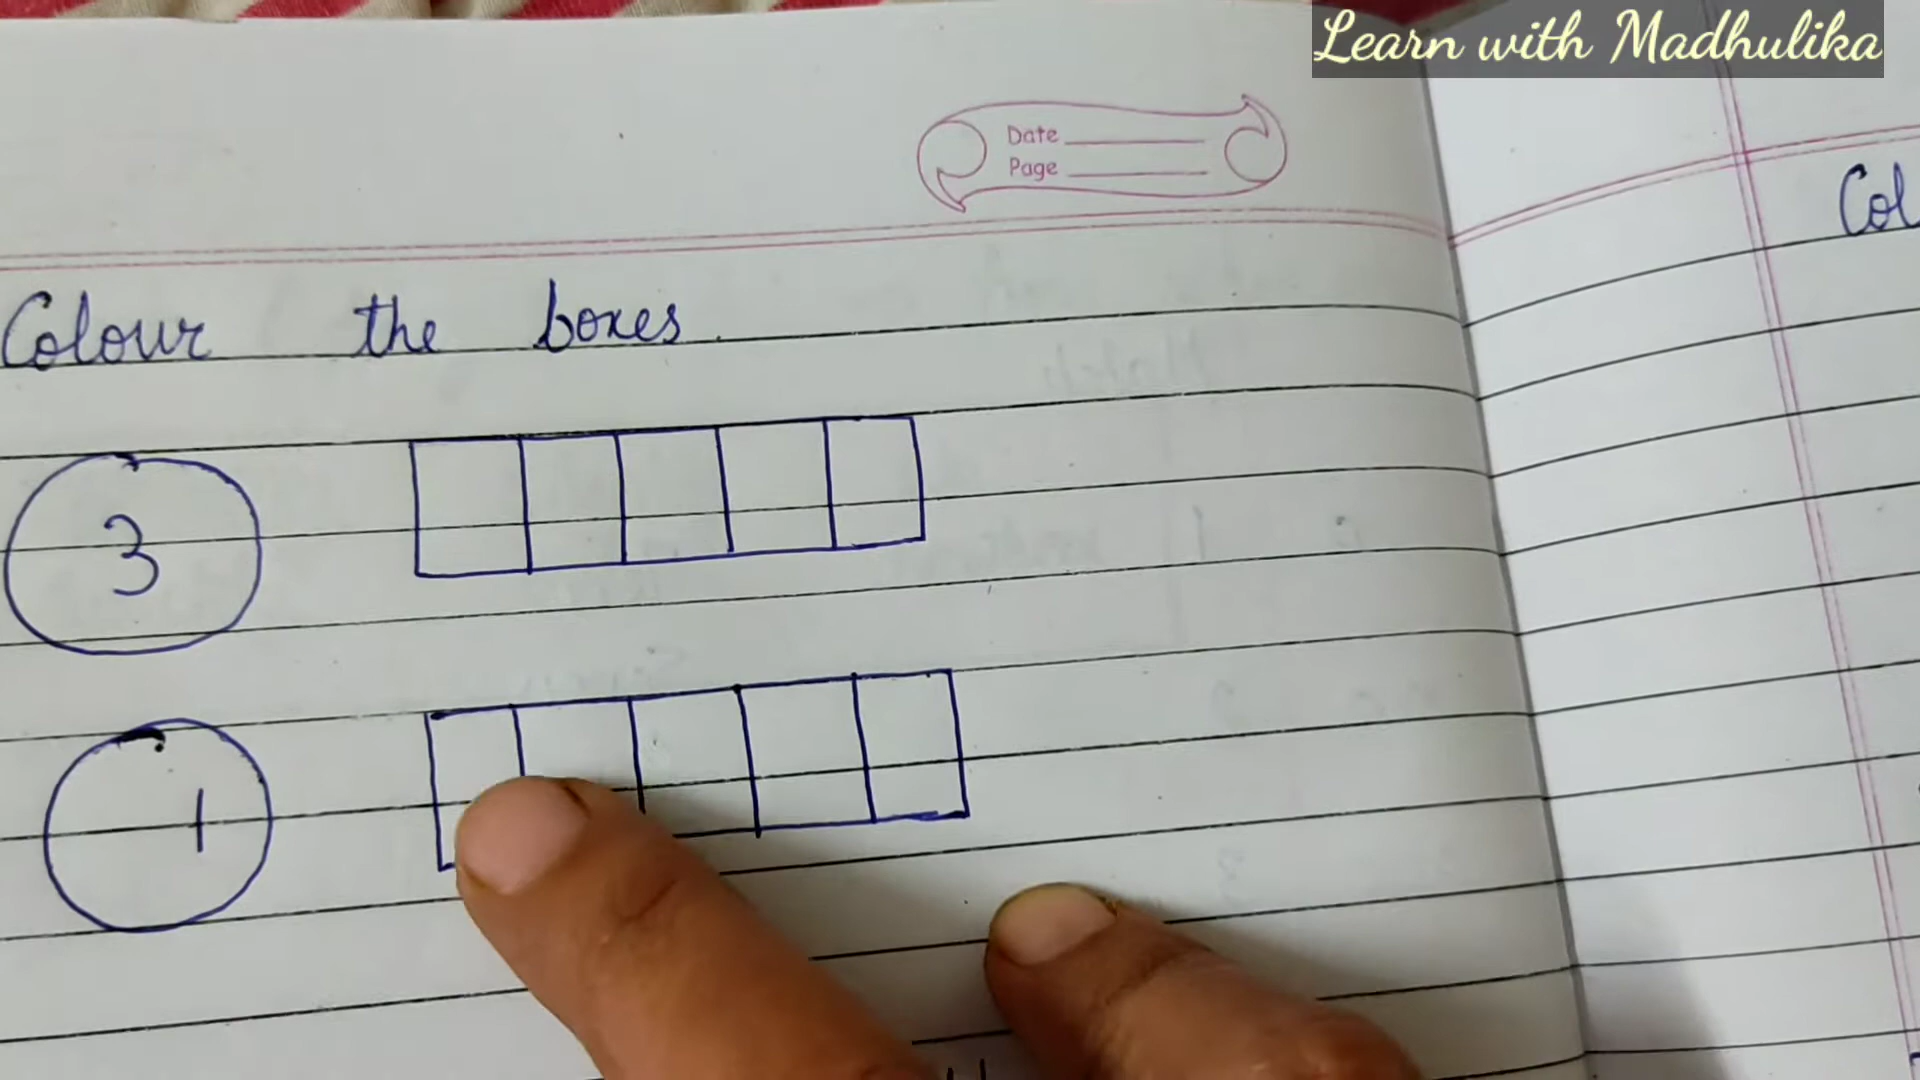 Learn with Madhulika
Date
Page
Col
Colour the boxes.
3
1